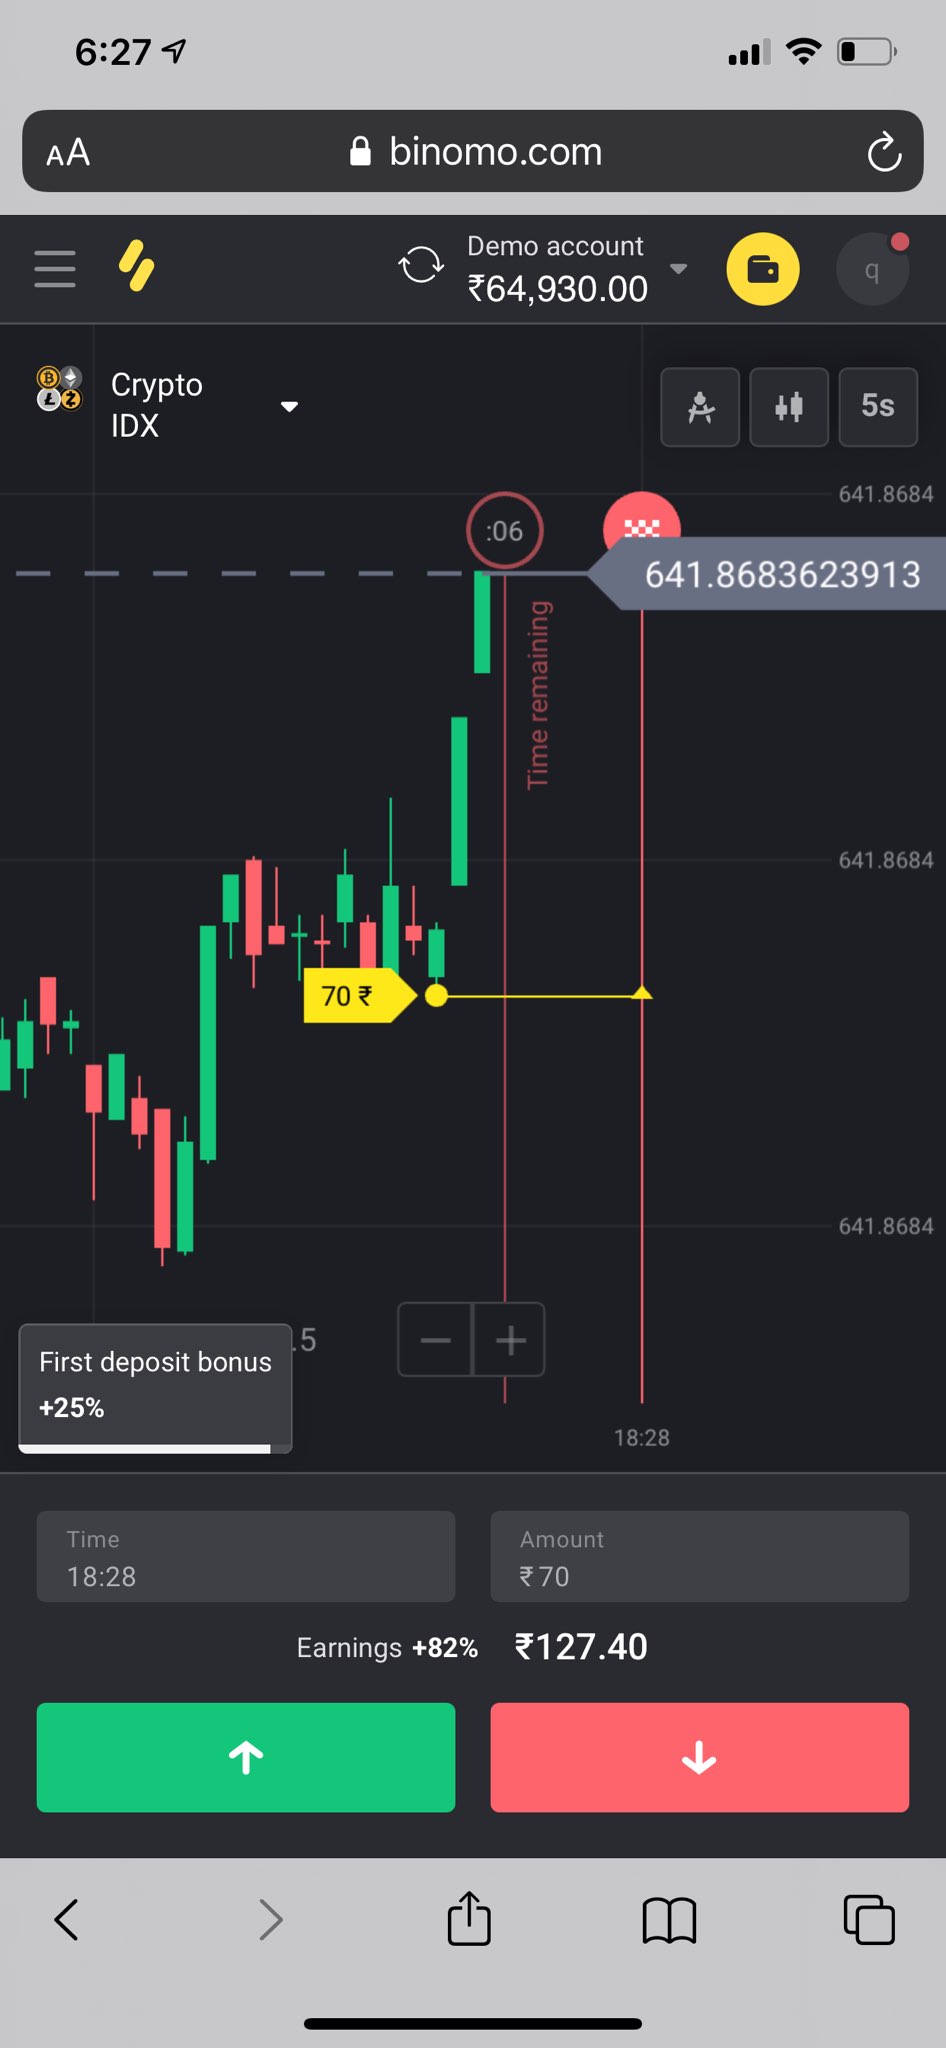 6:27
AA
binomo.com
Demo account
₹64,930.00
q
Crypto
IDX
5s
641.8684
:06
641.8683623913
Time remaining
641.8684
70 ₹
641.8684
.5
First deposit bonus
+25%
18:28
Time
18:28
Amount
₹70
Earnings +82% ₹127.40